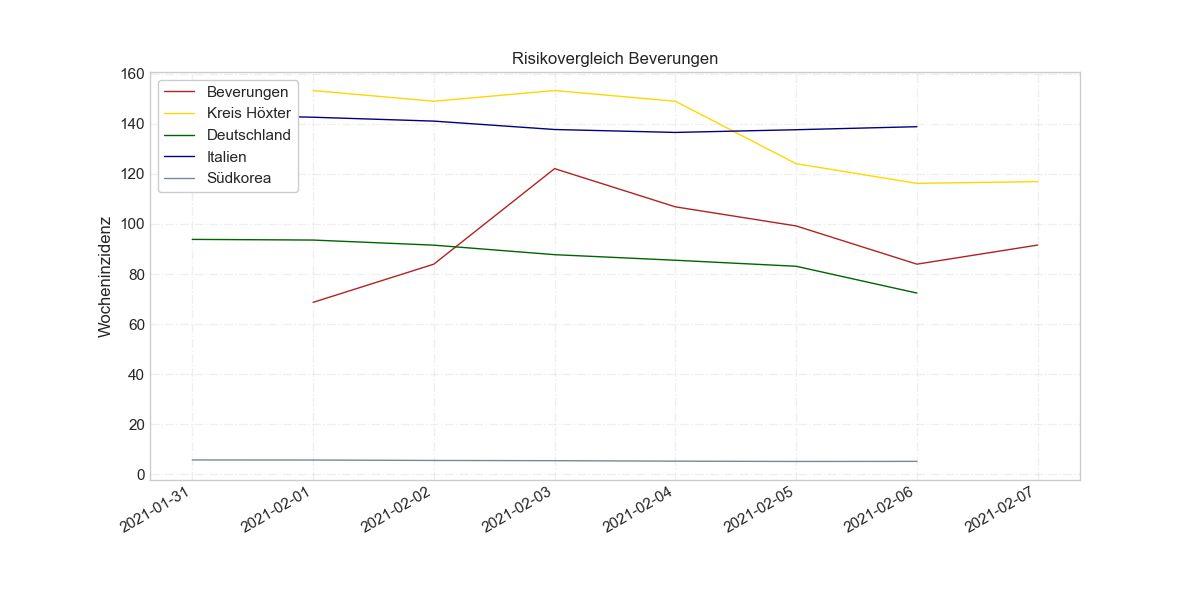 Risikovergleich Beverungen
Wocheninzidenz
160
140
120
100
80
60
40
20
0
Beverungen
Kreis Höxter
Deutschland
Italien
Südkorea
2021-01-31
2021-02-01
2021-02-02
2021-02-03
2021-02-04
2021-02-05
2021-02-06
2021-02-07